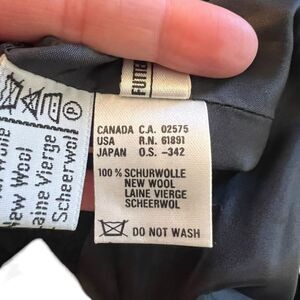 CANADA C.A. 02575
USA R.N. 61891
JAPAN O.S. -342
100% SCHURWOLLE
NEW WOOL
LAINE VIERGE
SCHEERWOL
DO NOT WASH
New Wool
Laine Vierge
Scheerwol